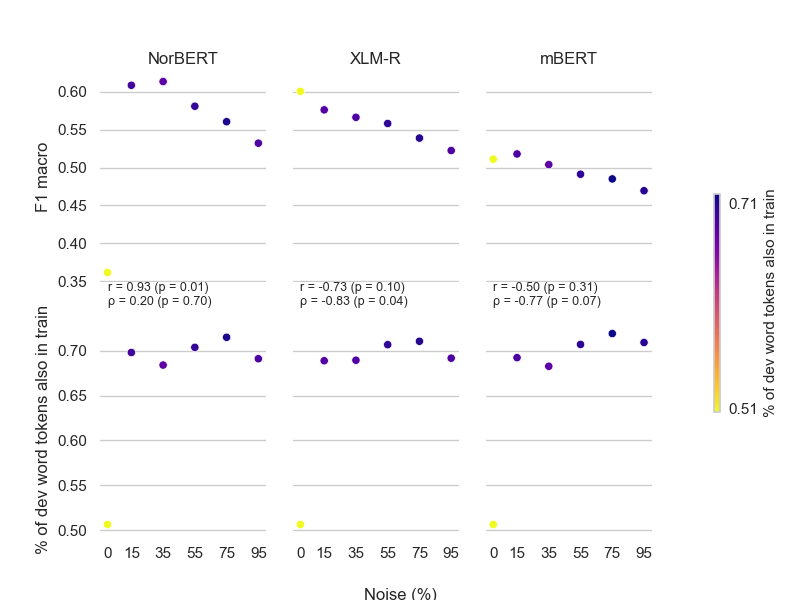 NorBERT XLM-R mBERT
F1 macro
0.60
0.55
0.50
0.45
0.40
0.35
r = 0.93 (p = 0.01)
ρ = 0.20 (p = 0.70)
r = -0.73 (p = 0.10)
ρ = -0.83 (p = 0.04)
r = -0.50 (p = 0.31)
ρ = -0.77 (p = 0.07)
% of dev word tokens also in train
0.70
0.65
0.60
0.55
0.50
0 15 35 55 75 95
0 15 35 55 75 95
0 15 35 55 75 95
Noise (%)
0.71
0.51
% of dev word tokens also in train